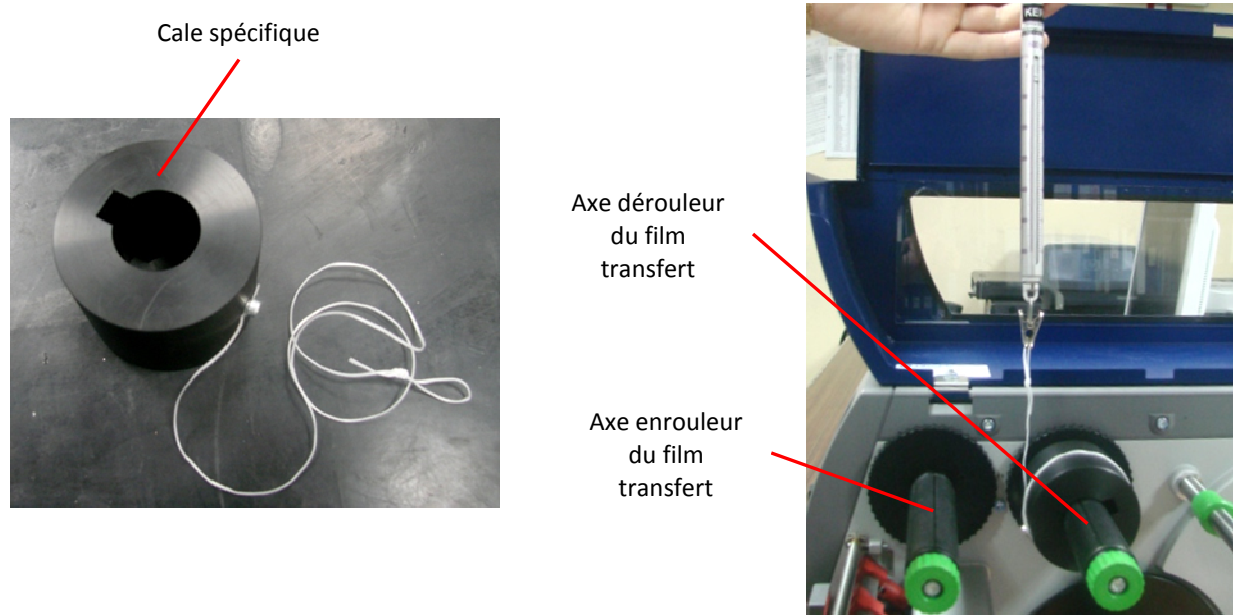 Cale spécifique
Axe dérouleur
du film
transfert
Axe enrouleur
du film
transfert